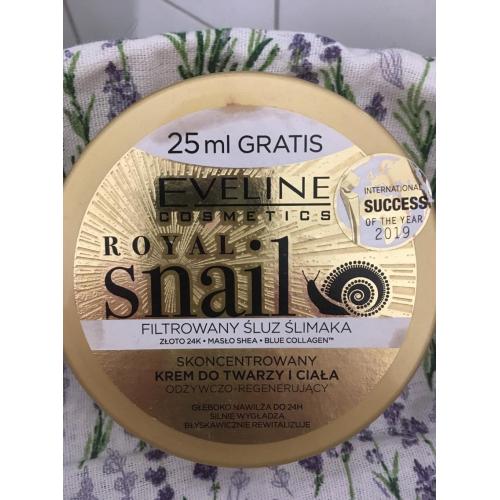 25 ml GRATIS
EVELINE
COSMETICS
ROYAL
snail
INTERNATIONAL
SUCCESS
OF THE YEAR
2019
FILTROWANY ŚLUZ ŚLIMAKA
ZŁOTO 24K • MASŁO SHEA • BLUE COLLAGEN™
SKONCENTROWANY
KREM DO TWARZY I CIAŁA
ODŻYWCZO-REGENERUJĄCY
GŁĘBOKO NAWILŻA DO 24H
SILNIE WYGŁADZA
BŁYSKAWICZNIE REWITALIZUJE